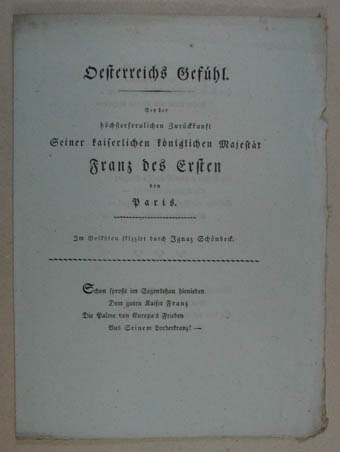 Oesterreichs Gefühl.
Bey der
höchsterfreulichen Zurückkunft
Seiner kaiserlichen königlichen Majestät
Franz des Ersten
von
Paris.
Im Volkston skizzirt durch Ignaz Schönbeck.
Schon sproßt im Segensthau hienieden
Dem guten Kaiser Franz
Die Palme von Europa's Frieden
Aus Seinem Lorberkranz! —